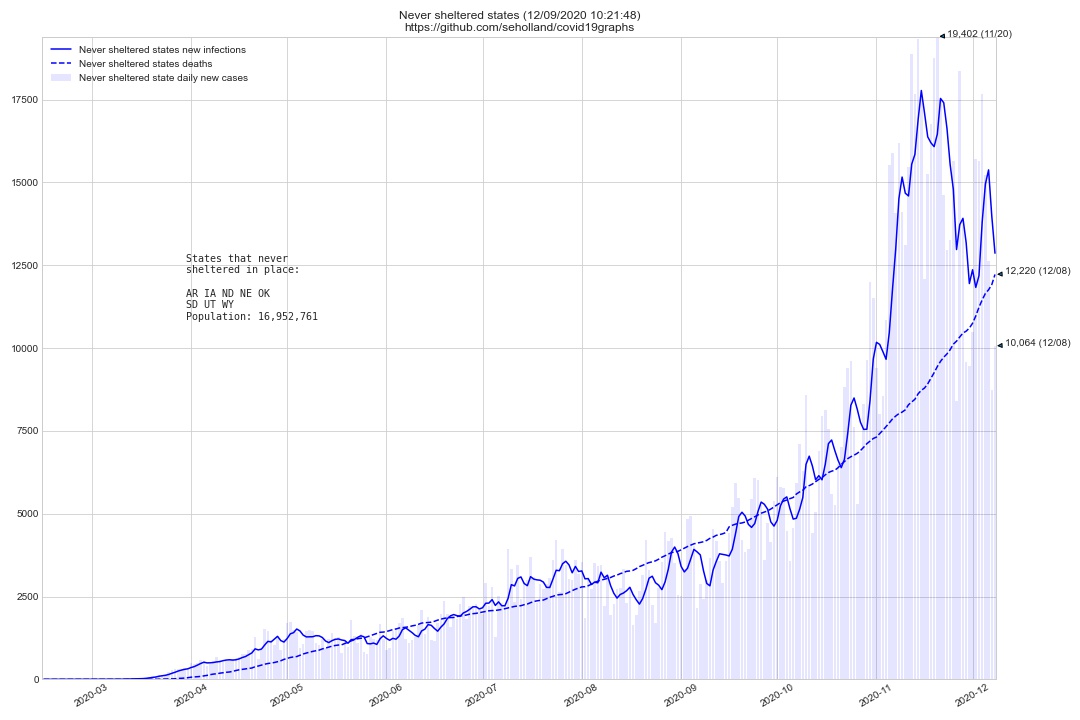 Never sheltered states (12/09/2020 10:21:48)
https://github.com/seholland/covid19graphs
Never sheltered states new infections
Never sheltered states deaths
Never sheltered state daily new cases
19,402 (11/20)
17500
15000
12500
10000
7500
5000
2500
0
States that never
sheltered in place:
AR IA ND NE OK
SD UT WY
Population: 16,952,761
12,220 (12/08)
10,064 (12/08)
2020-03
2020-04
2020-05
2020-06
2020-07
2020-08
2020-09
2020-10
2020-11
2020-12